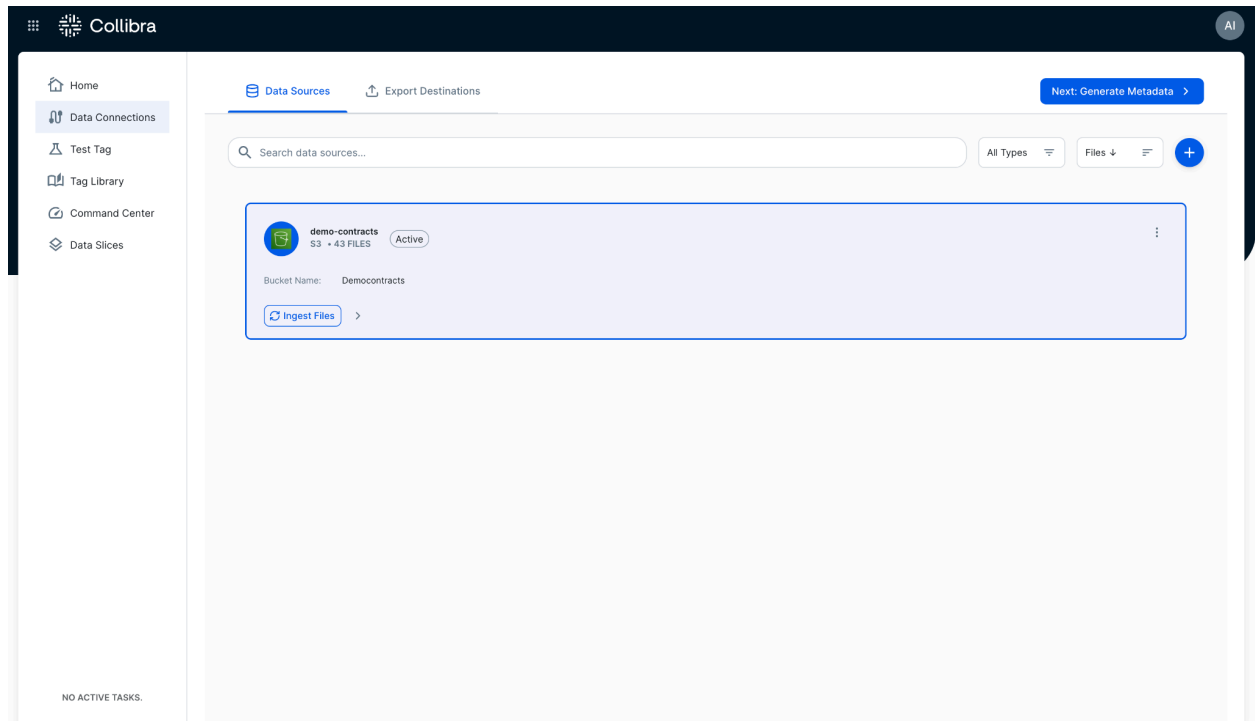 Collibra
AI
Home
Data Connections
Test Tag
Tag Library
Command Center
Data Slices
Data Sources
Export Destinations
Next: Generate Metadata
Search data sources...
All Types
Files ↓
demo-contracts
S3 • 43 FILES
Active
Bucket Name: Democontracts
Ingest Files
NO ACTIVE TASKS.